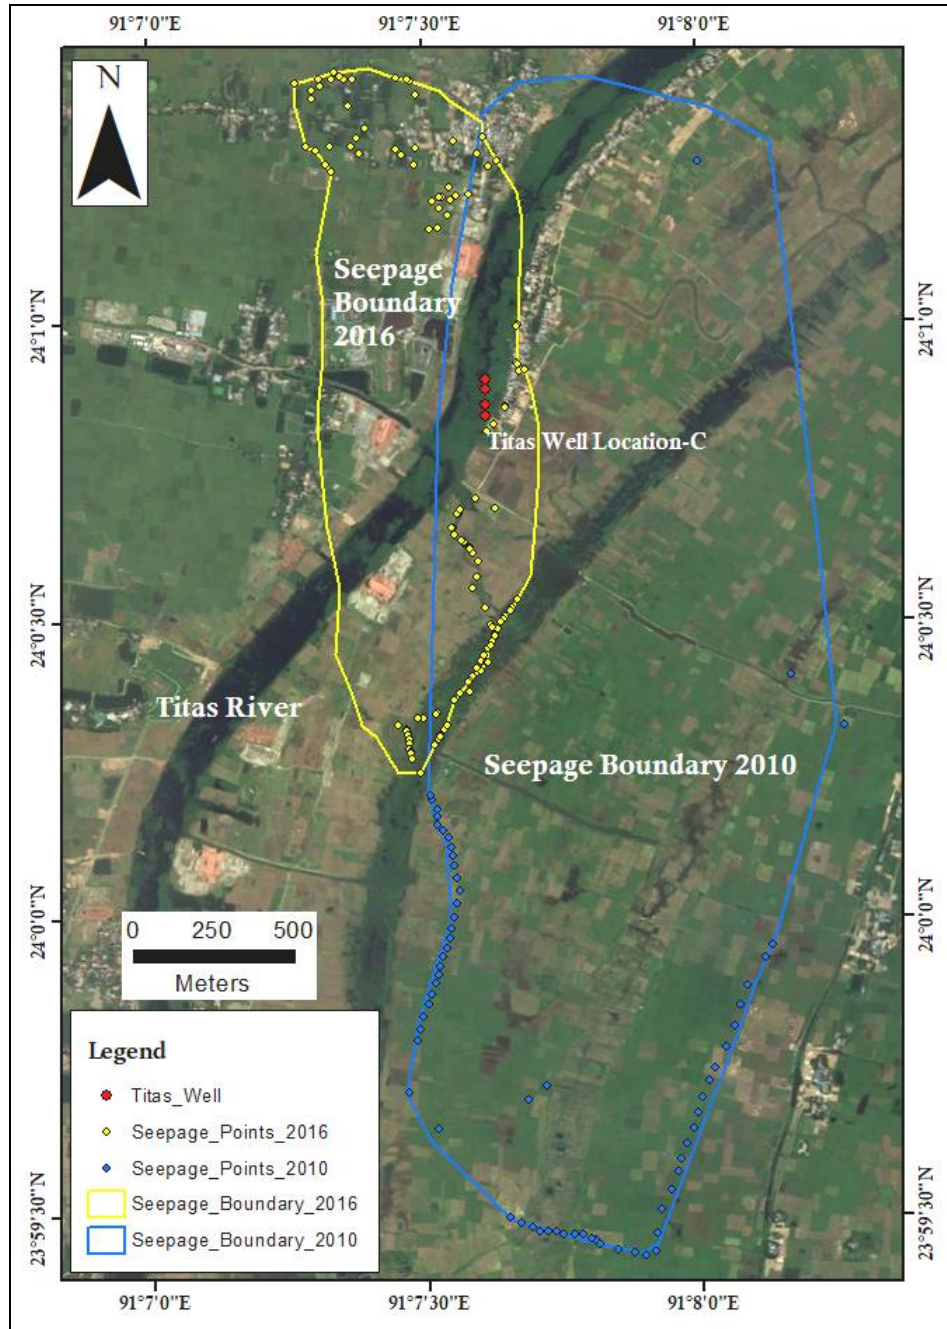 91°7'0"E 91°7'30"E 91°8'0"E
N
Seepage
Boundary
2016
24°1'0"N 24°1'0"N
Titas Well Location-C
24°0'30"N 24°0'30"N
Titas River
Seepage Boundary 2010
24°0'0"N 24°0'0"N
0 250 500
Meters
Legend
Titas_Well
Seepage_Points_2016
Seepage_Points_2010
Seepage_Boundary_2016
Seepage_Boundary_2010
23°59'30"N 23°59'30"N
91°7'0"E 91°7'30"E 91°8'0"E